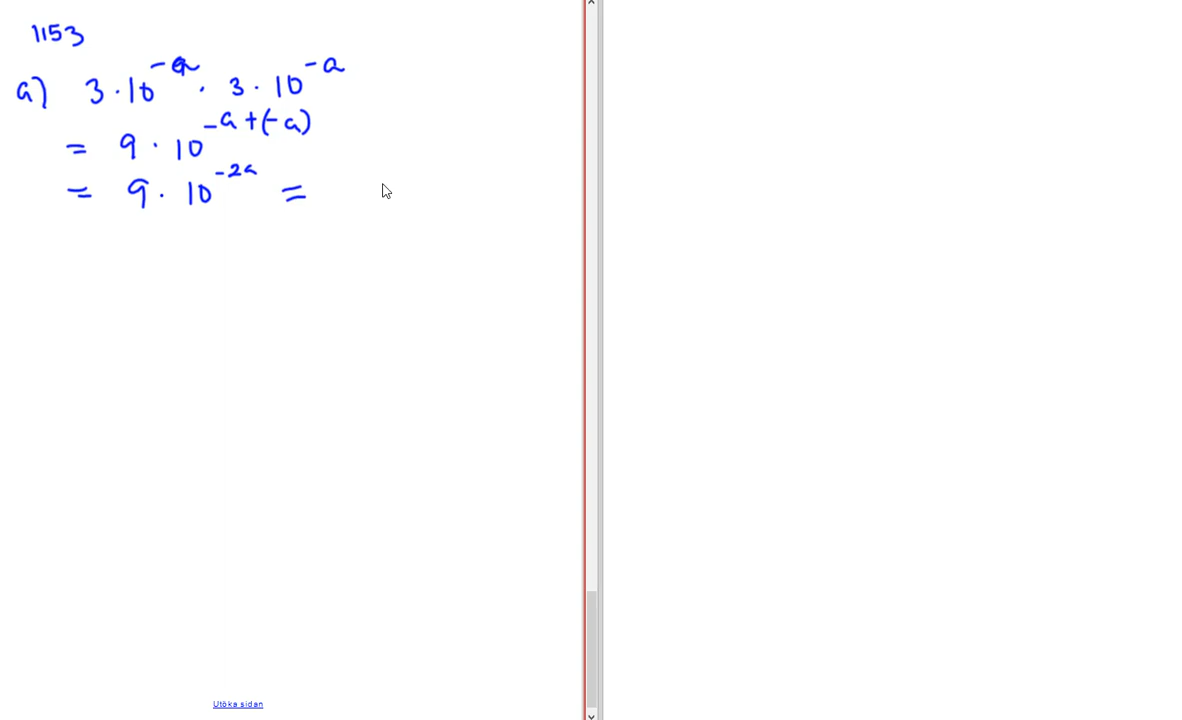 1153
a) 3 · 10^-a · 3 · 10^-a
= 9 · 10^-a+(-a)
= 9 · 10^-2a =
Utöka sidan